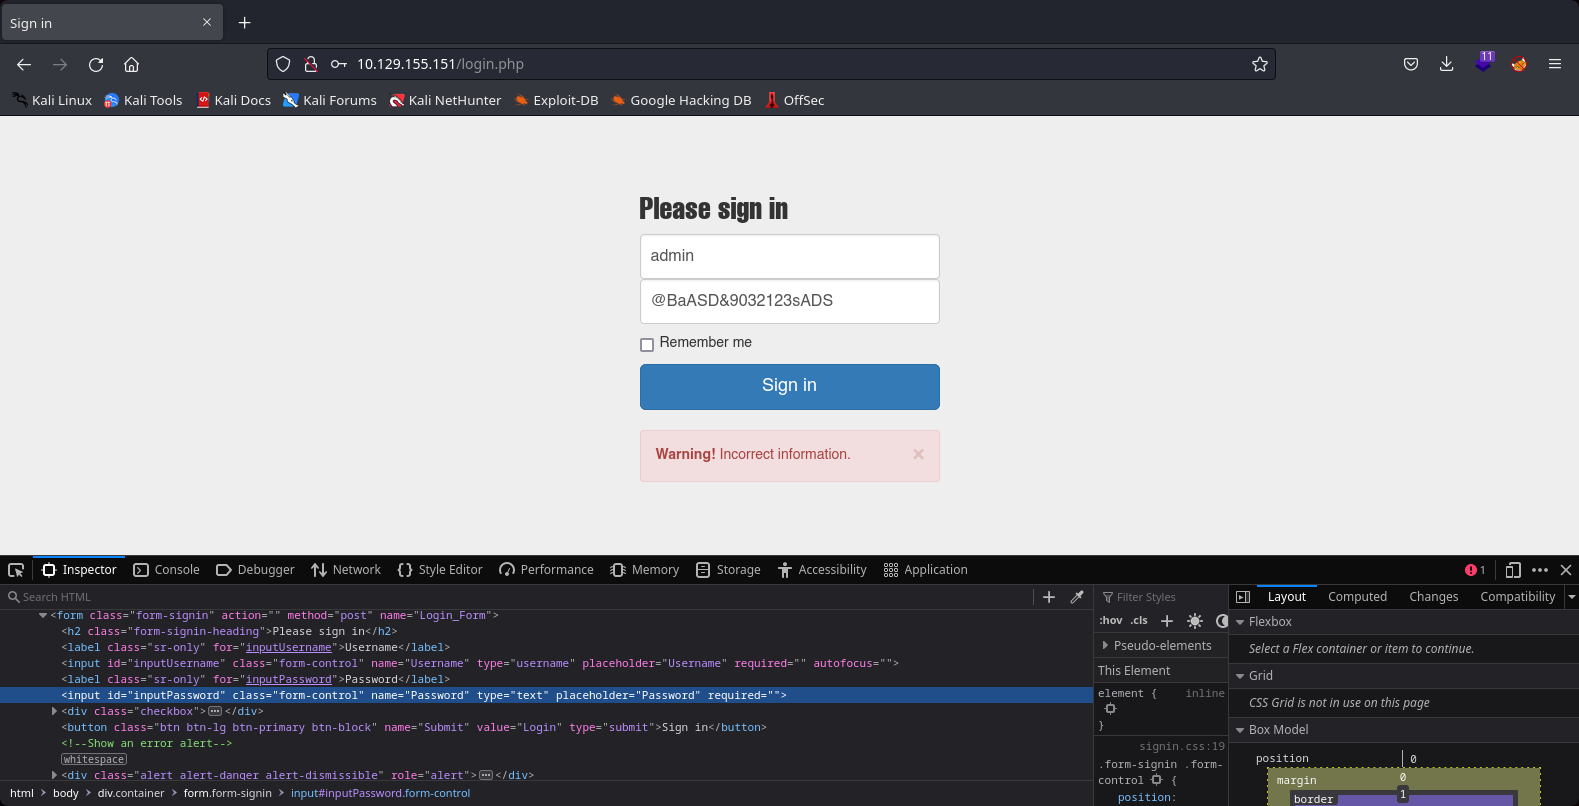 Sign in
10.129.155.151/login.php
11
Kali Linux Kali Tools Kali Docs Kali Forums Kali NetHunter Exploit-DB Google Hacking DB OffSec
Please sign in
admin
@BaASD&9032123sADS
Remember me
Sign in
Warning! Incorrect information. ×
Inspector Console Debugger Network Style Editor Performance Memory Storage Accessibility Application 1
Search HTML
<form class="form-signin" action="" method="post" name="Login_Form">
<h2 class="form-signin-heading">Please sign in</h2>
<label class="sr-only" for="inputUsername">Username</label>
<input id="inputUsername" class="form-control" name="Username" type="username" placeholder="Username" required="" autofocus="">
<label class="sr-only" for="inputPassword">Password</label>
<input id="inputPassword" class="form-control" name="Password" type="text" placeholder="Password" required="">
<div class="checkbox"></div>
<button class="btn btn-lg btn-primary btn-block" name="Submit" value="Login" type="submit">Sign in</button>
<!--Show an error alert-->
whitespace
<div class="alert alert-danger alert-dismissible" role="alert"></div>
html > body > div.container > form.form-signin > input#inputPassword.form-control
Filter Styles
:hov .cls
Pseudo-elements
This Element
element { inline
}
signin.css:19
.form-signin .form-
control {
position:
Layout Computed Changes Compatibility
Flexbox
Select a Flex container or item to continue.
Grid
CSS Grid is not in use on this page
Box Model
position 0
margin 0
border 1